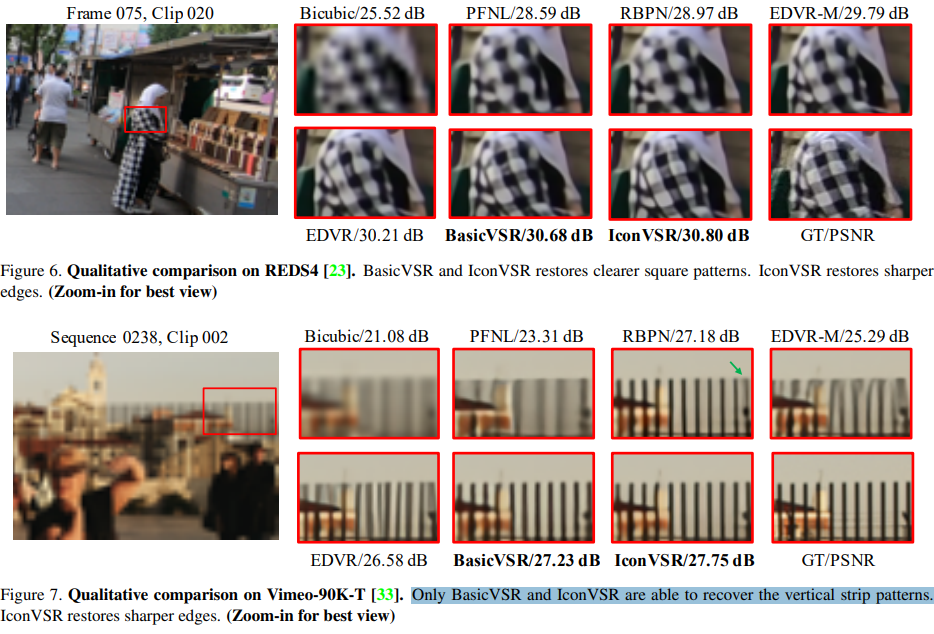 Frame 075, Clip 020
Bicubic/25.52 dB
PFNL/28.59 dB
RBPN/28.97 dB
EDVR-M/29.79 dB
EDVR/30.21 dB
BasicVSR/30.68 dB
IconVSR/30.80 dB
GT/PSNR
Figure 6. Qualitative comparison on REDS4 [23]. BasicVSR and IconVSR restores clearer square patterns. IconVSR restores sharper
edges. (Zoom-in for best view)
Sequence 0238, Clip 002
Bicubic/21.08 dB
PFNL/23.31 dB
RBPN/27.18 dB
EDVR-M/25.29 dB
EDVR/26.58 dB
BasicVSR/27.23 dB
IconVSR/27.75 dB
GT/PSNR
Figure 7. Qualitative comparison on Vimeo-90K-T [33]. Only BasicVSR and IconVSR are able to recover the vertical strip patterns.
IconVSR restores sharper edges. (Zoom-in for best view)